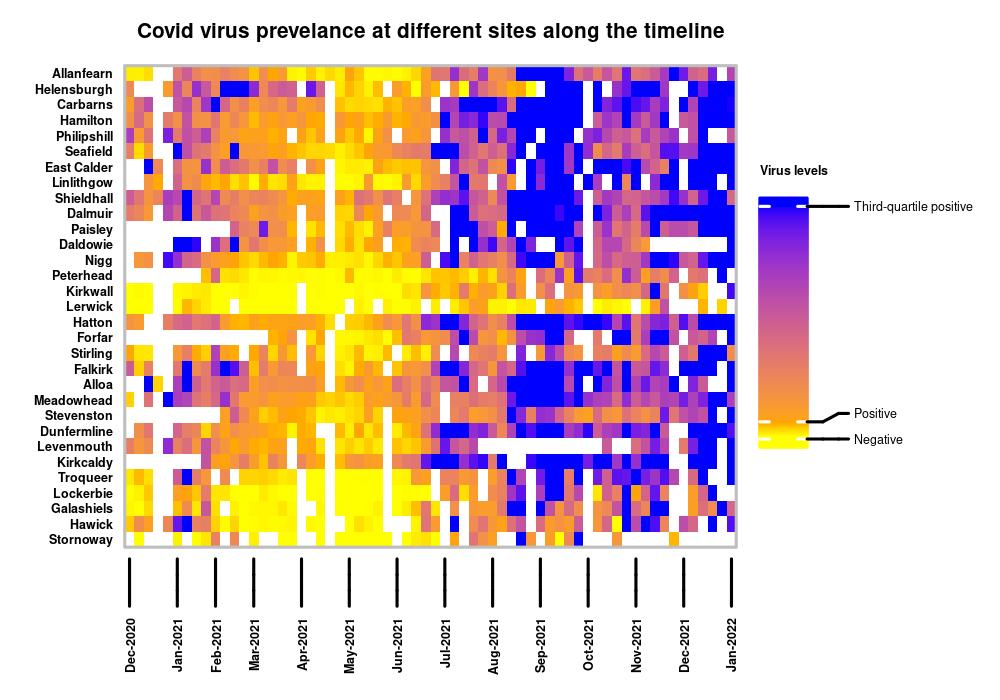 Covid virus prevelance at different sites along the timeline
Allanfearn
Helensburgh
Carbarns
Hamilton
Philipshill
Seafield
East Calder
Linlithgow
Shieldhall
Dalmuir
Paisley
Daldowie
Nigg
Peterhead
Kirkwall
Lerwick
Hatton
Forfar
Stirling
Falkirk
Alloa
Meadowhead
Stevenston
Dunfermline
Levenmouth
Kirkcaldy
Troqueer
Lockerbie
Galashiels
Hawick
Stornoway
Dec-2020
Jan-2021
Feb-2021
Mar-2021
Apr-2021
May-2021
Jun-2021
Jul-2021
Aug-2021
Sep-2021
Oct-2021
Nov-2021
Dec-2021
Jan-2022
Virus levels
Third-quartile positive
Positive
Negative